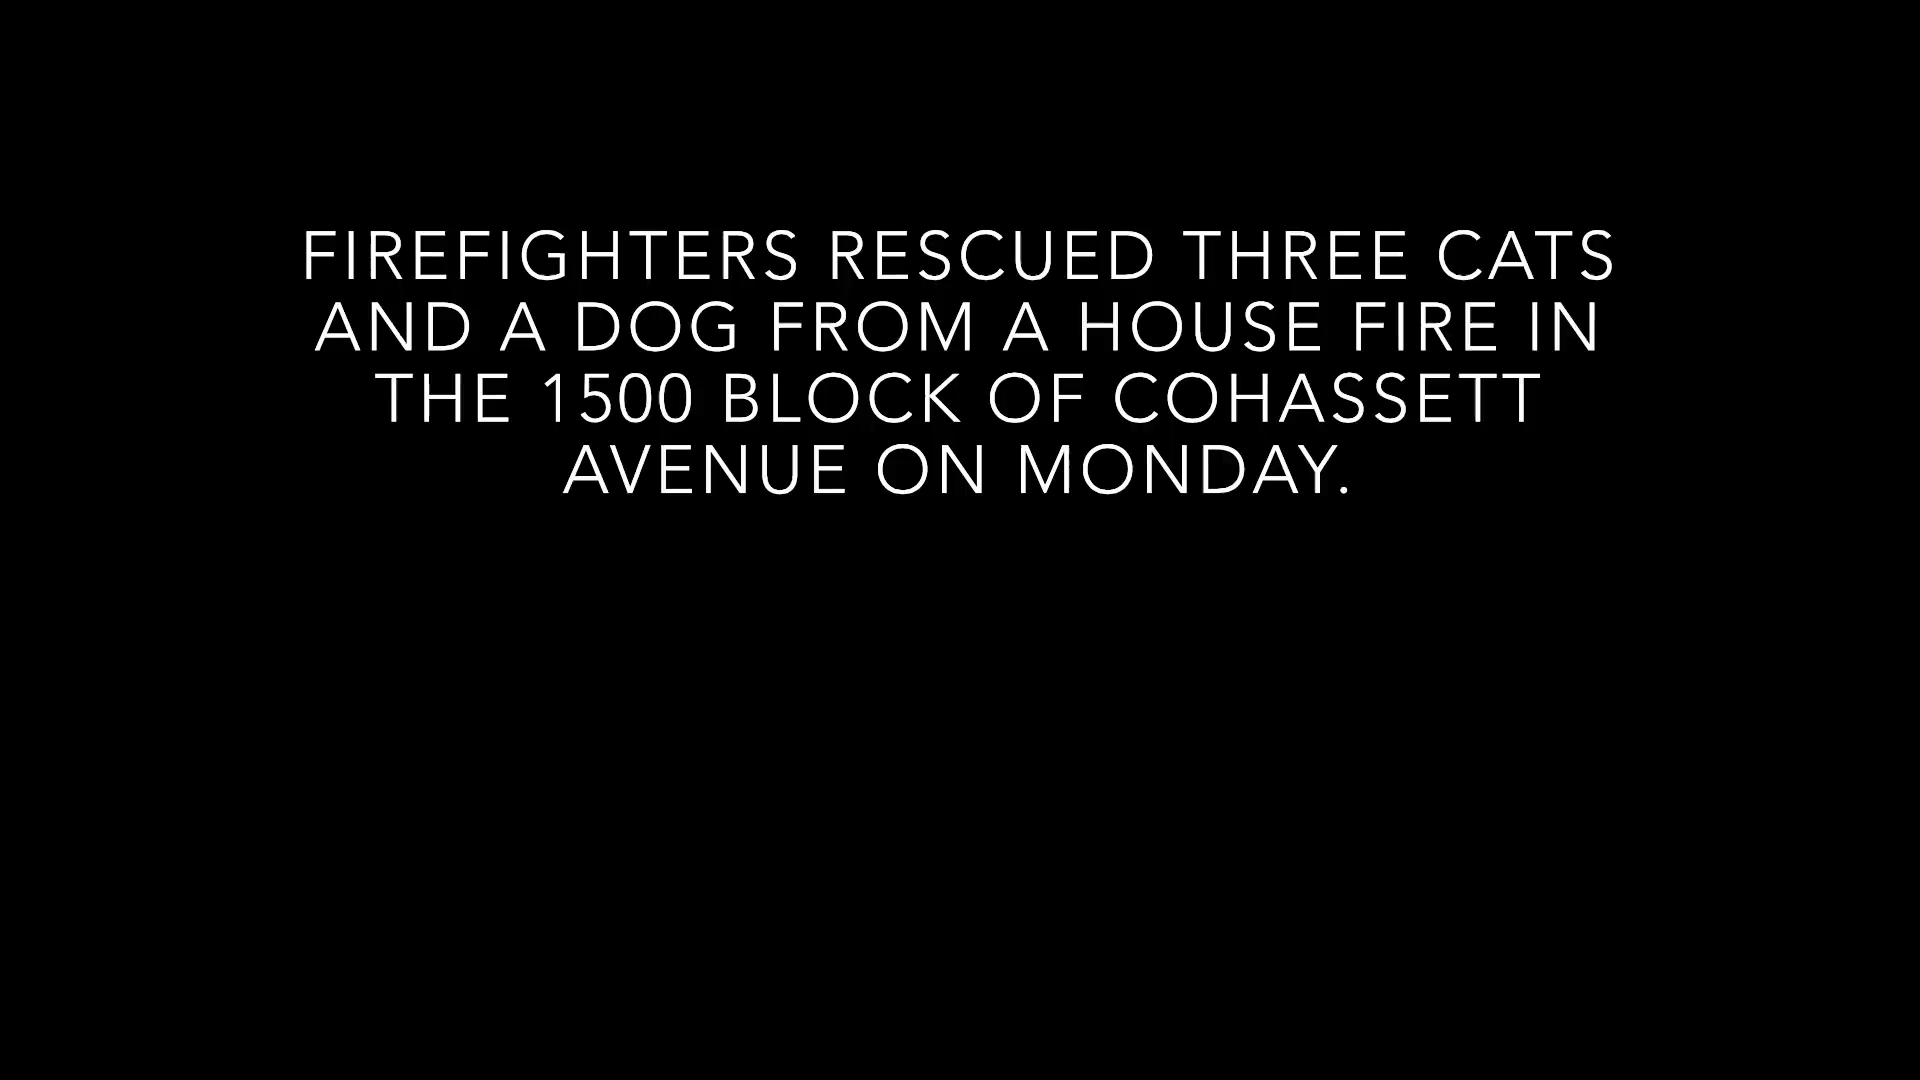 FIREFIGHTERS RESCUED THREE CATS
AND A DOG FROM A HOUSE FIRE IN
THE 1500 BLOCK OF COHASSETT
AVENUE ON MONDAY.